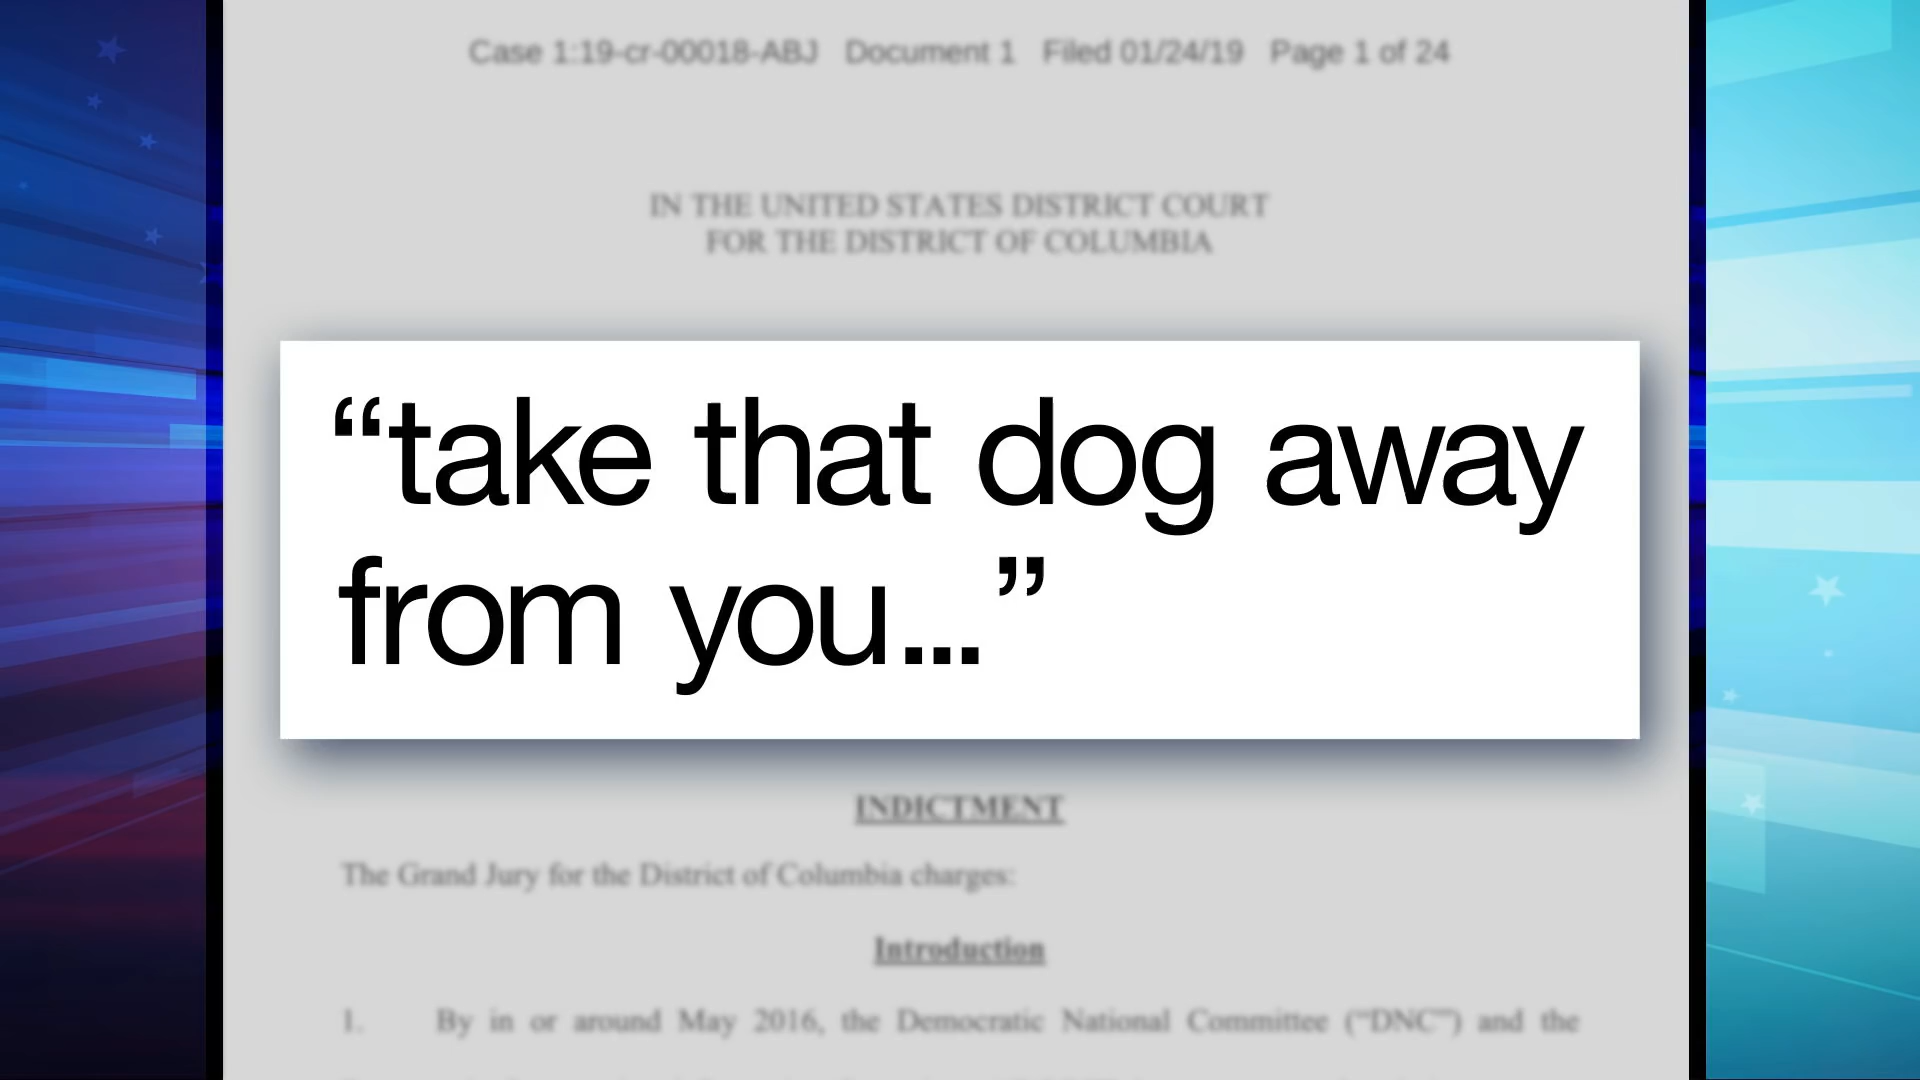 Case 1:19-cr-00018-ABJ Document 1 Filed 01/24/19 Page 1 of 24
IN THE UNITED STATES DISTRICT COURT
FOR THE DISTRICT OF COLUMBIA
“take that dog away
from you...”
INDICTMENT
The Grand Jury for the District of Columbia charges:
Introduction
1. By in or around May 2016, the Democratic National Committee (“DNC”) and the